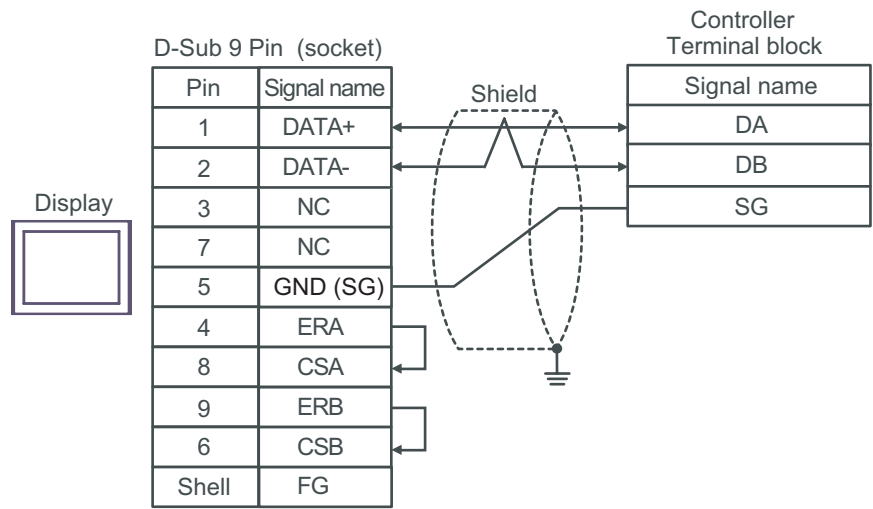 Controller
Terminal block
D-Sub 9 Pin (socket)
Pin Signal name
Shield
Signal name
1 DATA+
DA
2 DATA-
DB
Display
3 NC
SG
7 NC
5 GND (SG)
4 ERA
8 CSA
9 ERB
6 CSB
Shell FG